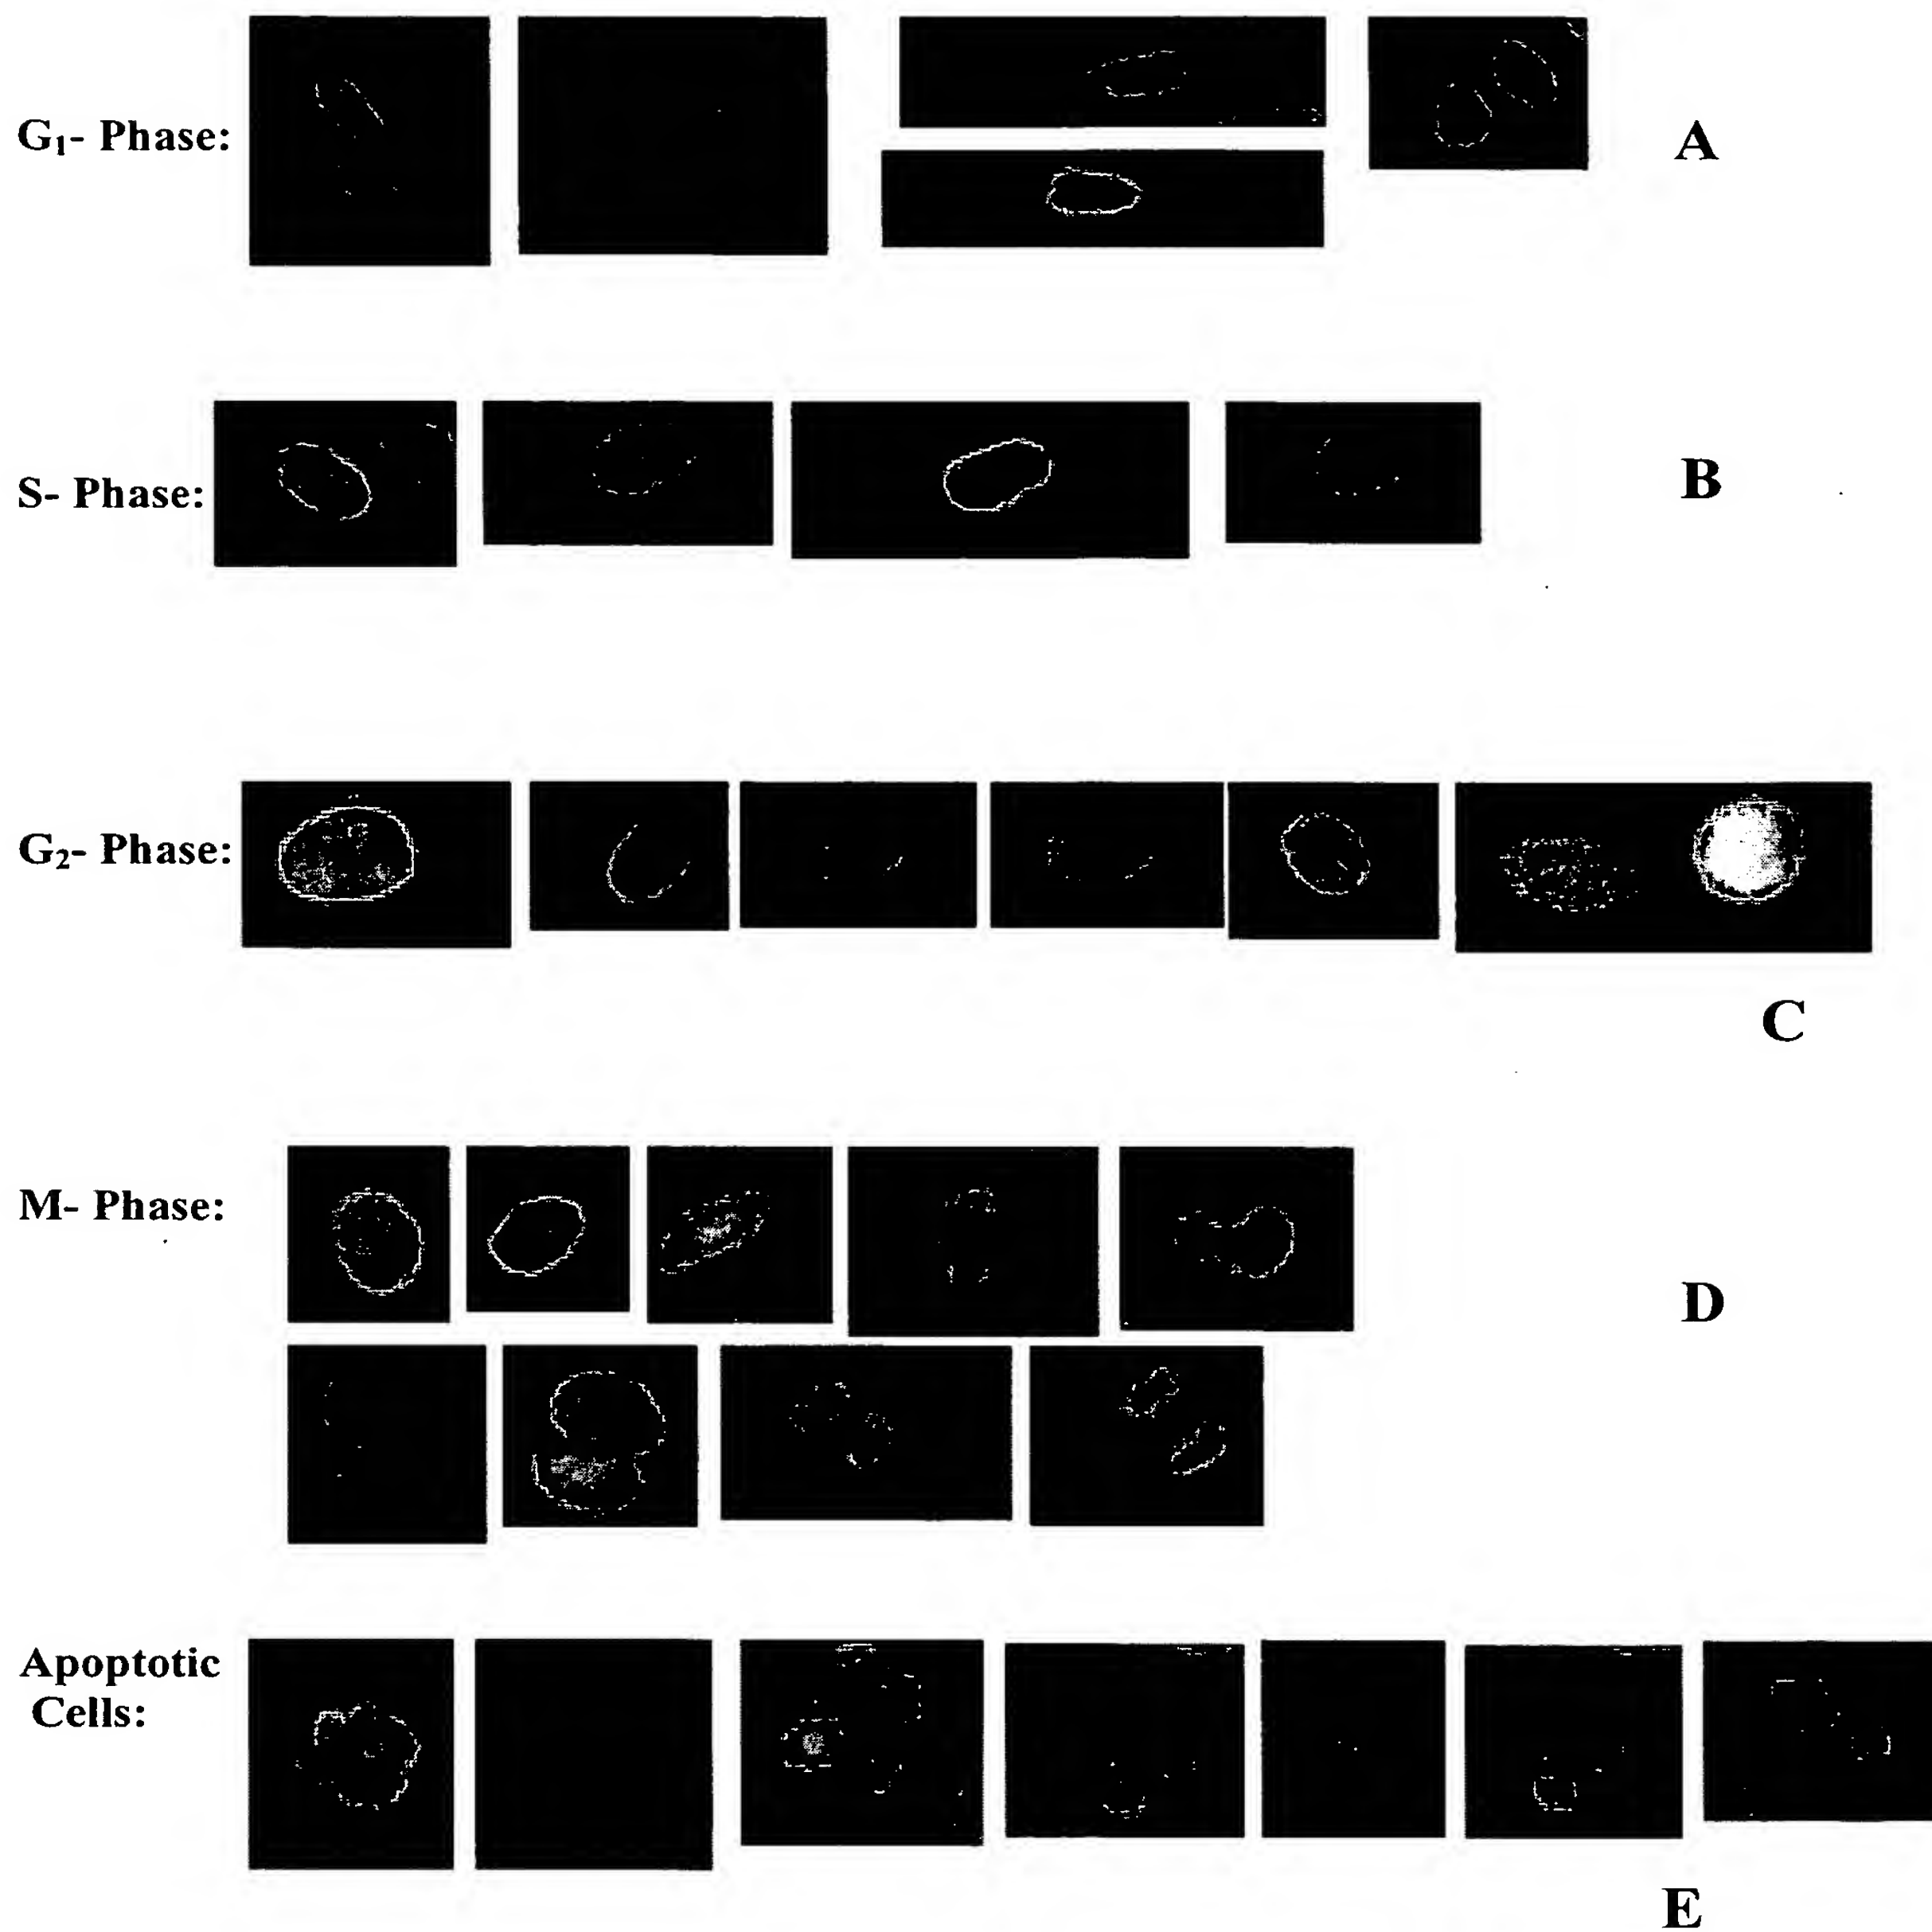 G₁- Phase:
A
S- Phase:
B
G₂- Phase:
C
M- Phase:
D
Apoptotic
Cells:
E